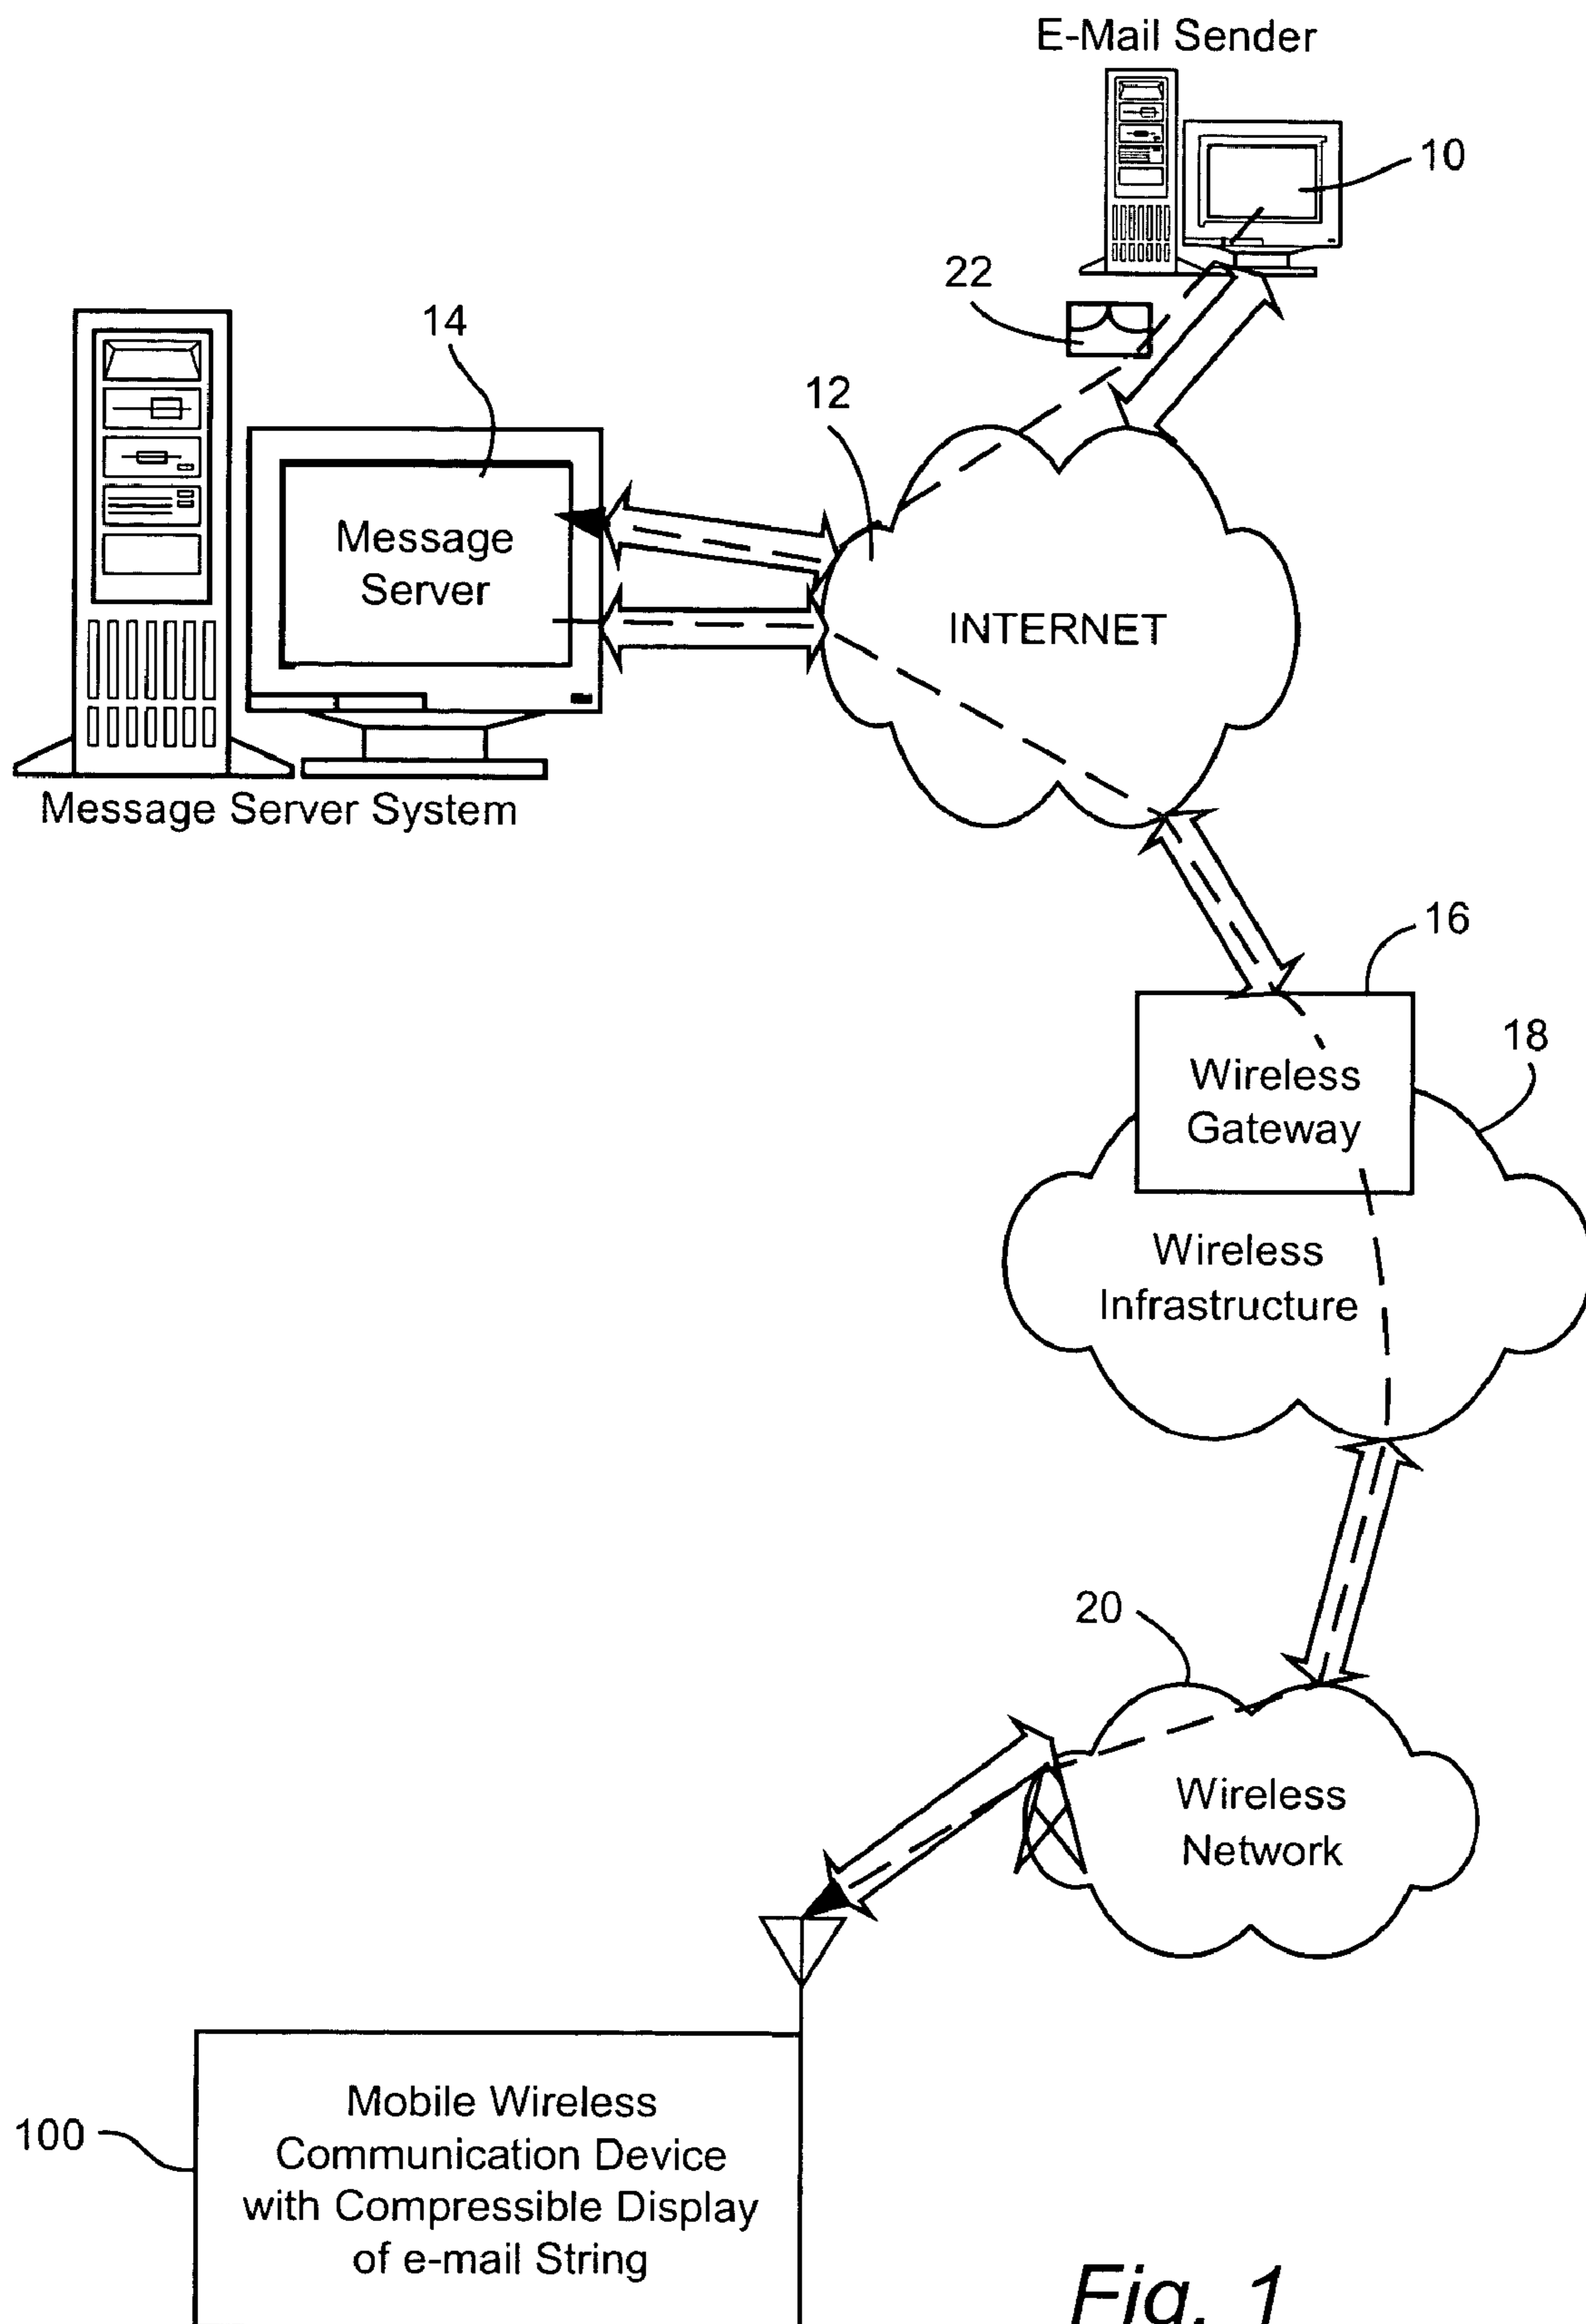 E-Mail Sender
10
22
14
12
Message
Server
INTERNET
Message Server System
16
18
Wireless
Gateway
Wireless
Infrastructure
20
Wireless
Network
100
Mobile Wireless
Communication Device
with Compressible Display
of e-mail String
Fig. 1